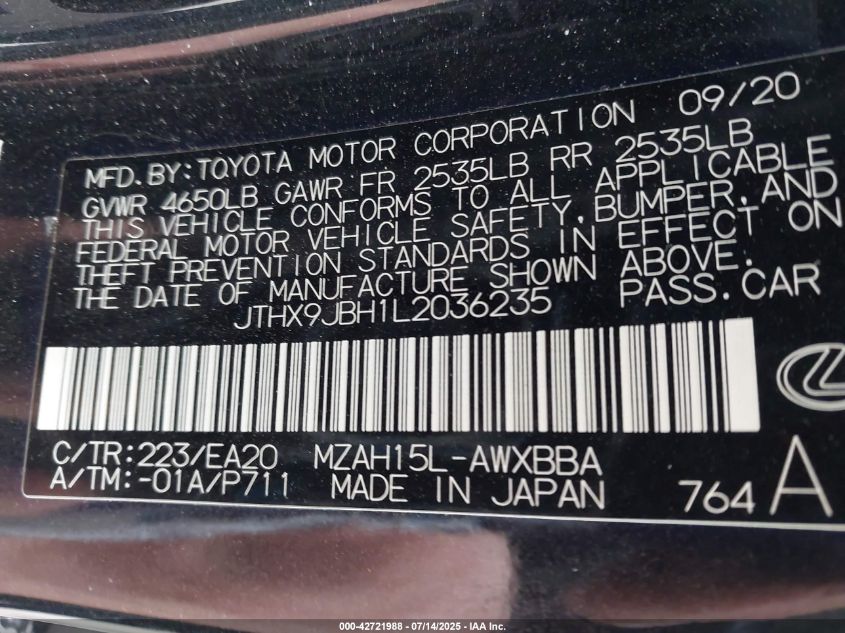 09/20
MFD.BY:TOYOTA MOTOR CORPORATION
GVWR 4650LB GAWR FR 2535LB RR 2535LB
THIS VEHICLE CONFORMS TO ALL APPLICABLE
FEDERAL MOTOR VEHICLE SAFETY,BUMPER,AND
THEFT PREVENTION STANDARDS IN EFFECT ON
THE DATE OF MANUFACTURE SHOWN ABOVE.
JTHX9JBH1L2036235 PASS.CAR
C/TR:223/EA20 MZAH15L-AWXBBA
A/TM:-01A/P711 MADE IN JAPAN 764 A
000-42721988 - 07/14/2025 - IAA Inc.